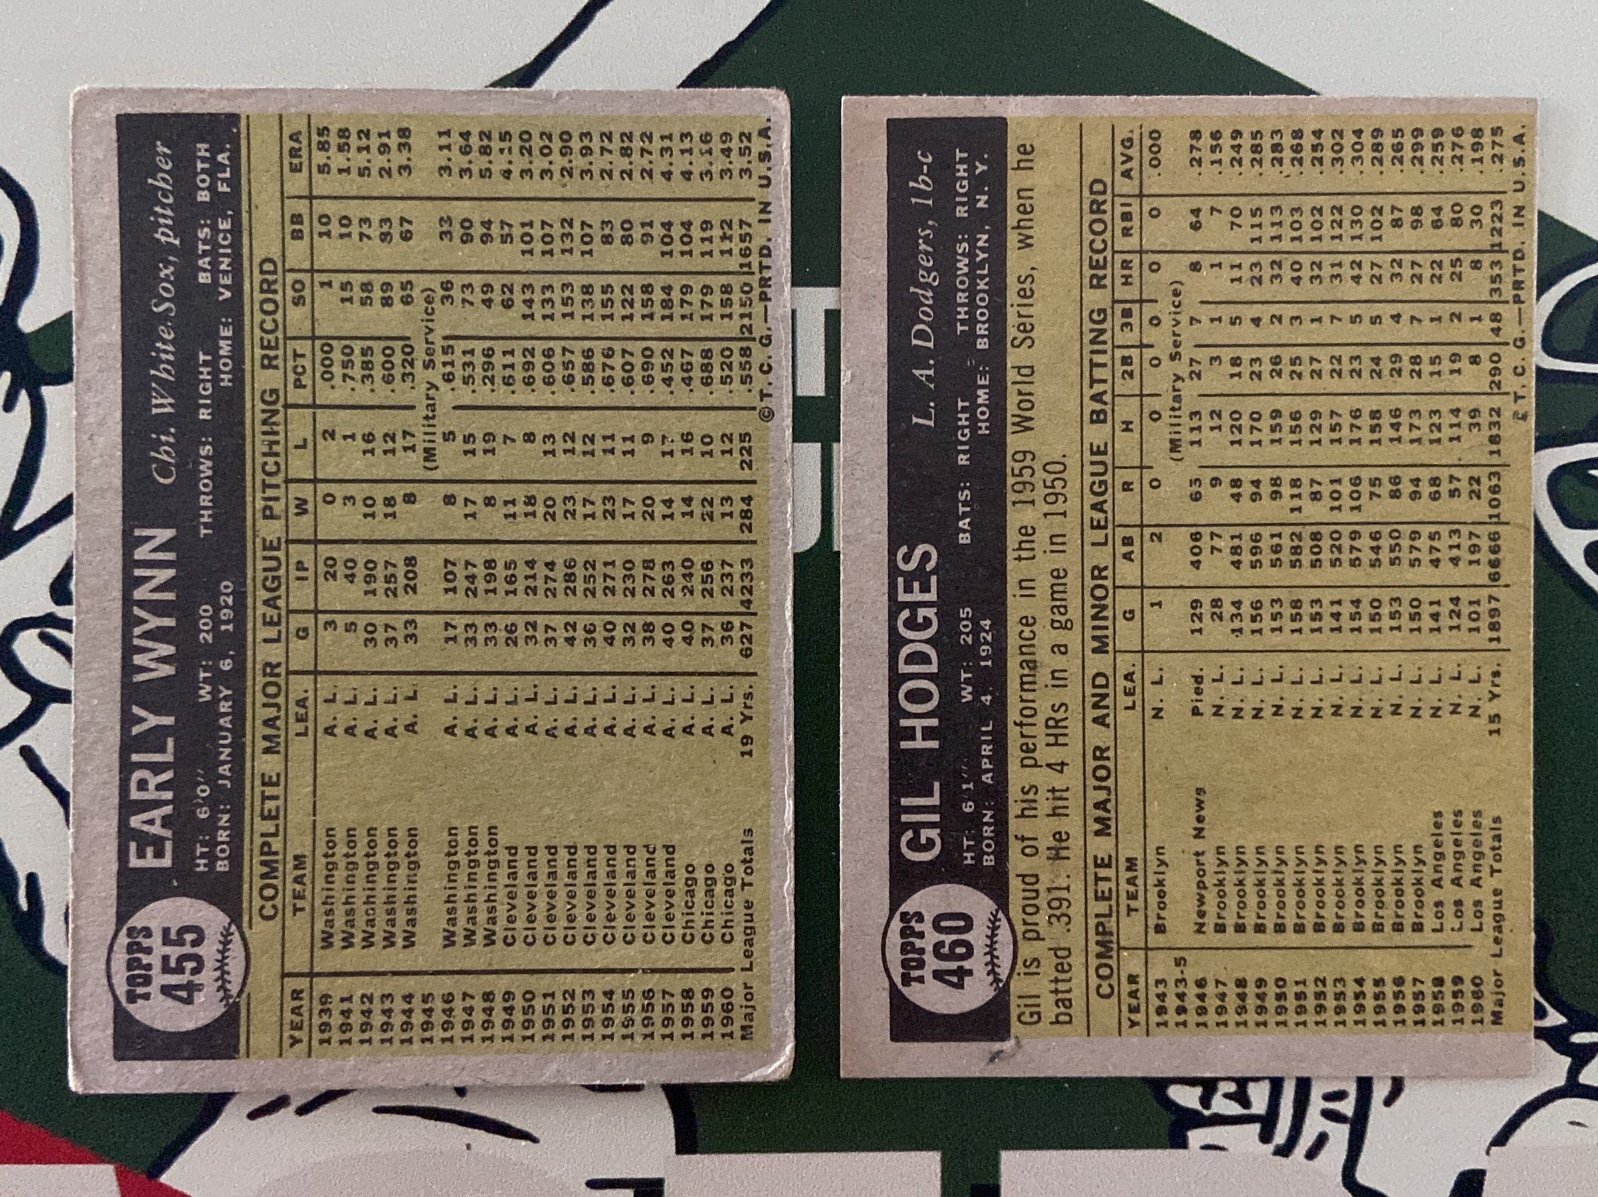 TOPPS
455
EARLY WYNN Chi. White Sox, pitcher
HT: 6'0" WT: 200 THROWS: RIGHT BATS: BOTH
BORN: JANUARY 6, 1920 HOME: VENICE, FLA.
COMPLETE MAJOR LEAGUE PITCHING RECORD
YEAR TEAM LEA. G IP W L PCT SO BB ERA
1939 Washington A. L. 3 20 0 2 .000 1 10 5.85
1941 Washington A. L. 5 40 3 1 .750 15 10 1.58
1942 Washington A. L. 30 190 10 16 .385 58 73 5.12
1943 Washington A. L. 37 257 18 12 .600 89 83 2.91
1944 Washington A. L. 33 208 8 17 .320 65 67 3.38
1945 (Military Service)
1946 Washington A. L. 17 107 8 5 .615 36 33 3.11
1947 Washington A. L. 33 247 17 15 .531 73 90 3.64
1948 Washington A. L. 33 198 8 19 .296 49 94 5.82
1949 Cleveland A. L. 26 165 11 7 .611 62 57 4.15
1950 Cleveland A. L. 32 214 18 8 .692 143 101 3.20
1951 Cleveland A. L. 37 274 20 13 .606 133 107 3.02
1952 Cleveland A. L. 42 286 23 12 .657 153 132 2.90
1953 Cleveland A. L. 36 252 17 12 .586 138 107 3.93
1954 Cleveland A. L. 40 271 23 11 .676 155 83 2.72
1955 Cleveland A. L. 32 230 17 11 .607 122 80 2.82
1956 Cleveland A. L. 38 278 20 9 .690 158 91 2.72
1957 Cleveland A. L. 40 263 14 17 .452 184 104 4.31
1958 Chicago A. L. 40 240 14 16 .467 179 104 4.13
1959 Chicago A. L. 37 256 22 10 .688 179 119 3.16
1960 Chicago A. L. 36 237 13 12 .520 158 112 3.49
Major League Totals 19 Yrs. 627 4233 284 225 .558 2150 1657 3.52
© T. C. G.—PRTD. IN U.S.A.
TOPPS
460
GIL HODGES L. A. Dodgers, 1b-c
HT: 6'1" WT: 205 BATS: RIGHT THROWS: RIGHT
BORN: APRIL 4, 1924 HOME: BROOKLYN, N. Y.
Gil is proud of his performance in the 1959 World Series, when he
batted .391. He hit 4 HRs in a game in 1950.
COMPLETE MAJOR AND MINOR LEAGUE BATTING RECORD
YEAR TEAM LEA. G AB R H 2B 3B HR RBI AVG.
1943 Brooklyn N. L. 1 2 0 0 0 0 0 0 .000
1943-5 (Military Service)
1946 Newport News Pied. 129 406 65 113 27 7 8 64 .278
1947 Brooklyn N. L. 28 77 9 12 3 1 1 7 .156
1948 Brooklyn N. L. 134 481 48 120 18 5 11 70 .249
1949 Brooklyn N. L. 156 596 94 170 23 4 23 115 .285
1950 Brooklyn N. L. 153 561 98 159 26 2 32 113 .283
1951 Brooklyn N. L. 158 582 118 156 25 3 40 103 .268
1952 Brooklyn N. L. 153 508 87 129 27 1 32 102 .254
1953 Brooklyn N. L. 141 520 101 157 22 7 31 122 .302
1954 Brooklyn N. L. 154 579 106 176 23 5 42 130 .304
1955 Brooklyn N. L. 150 546 75 158 24 5 27 102 .289
1956 Brooklyn N. L. 153 550 86 146 29 4 32 87 .265
1957 Brooklyn N. L. 150 579 94 173 28 7 27 98 .299
1958 Los Angeles N. L. 141 475 68 123 15 1 22 64 .259
1959 Los Angeles N. L. 124 413 57 114 19 2 25 80 .276
1960 Los Angeles N. L. 101 197 22 39 8 1 8 30 .198
Major League Totals 15 Yr. 1897 6666 1063 1832 290 48 353 1223 .275
T. C. G.—PRTD. IN U.S.A.